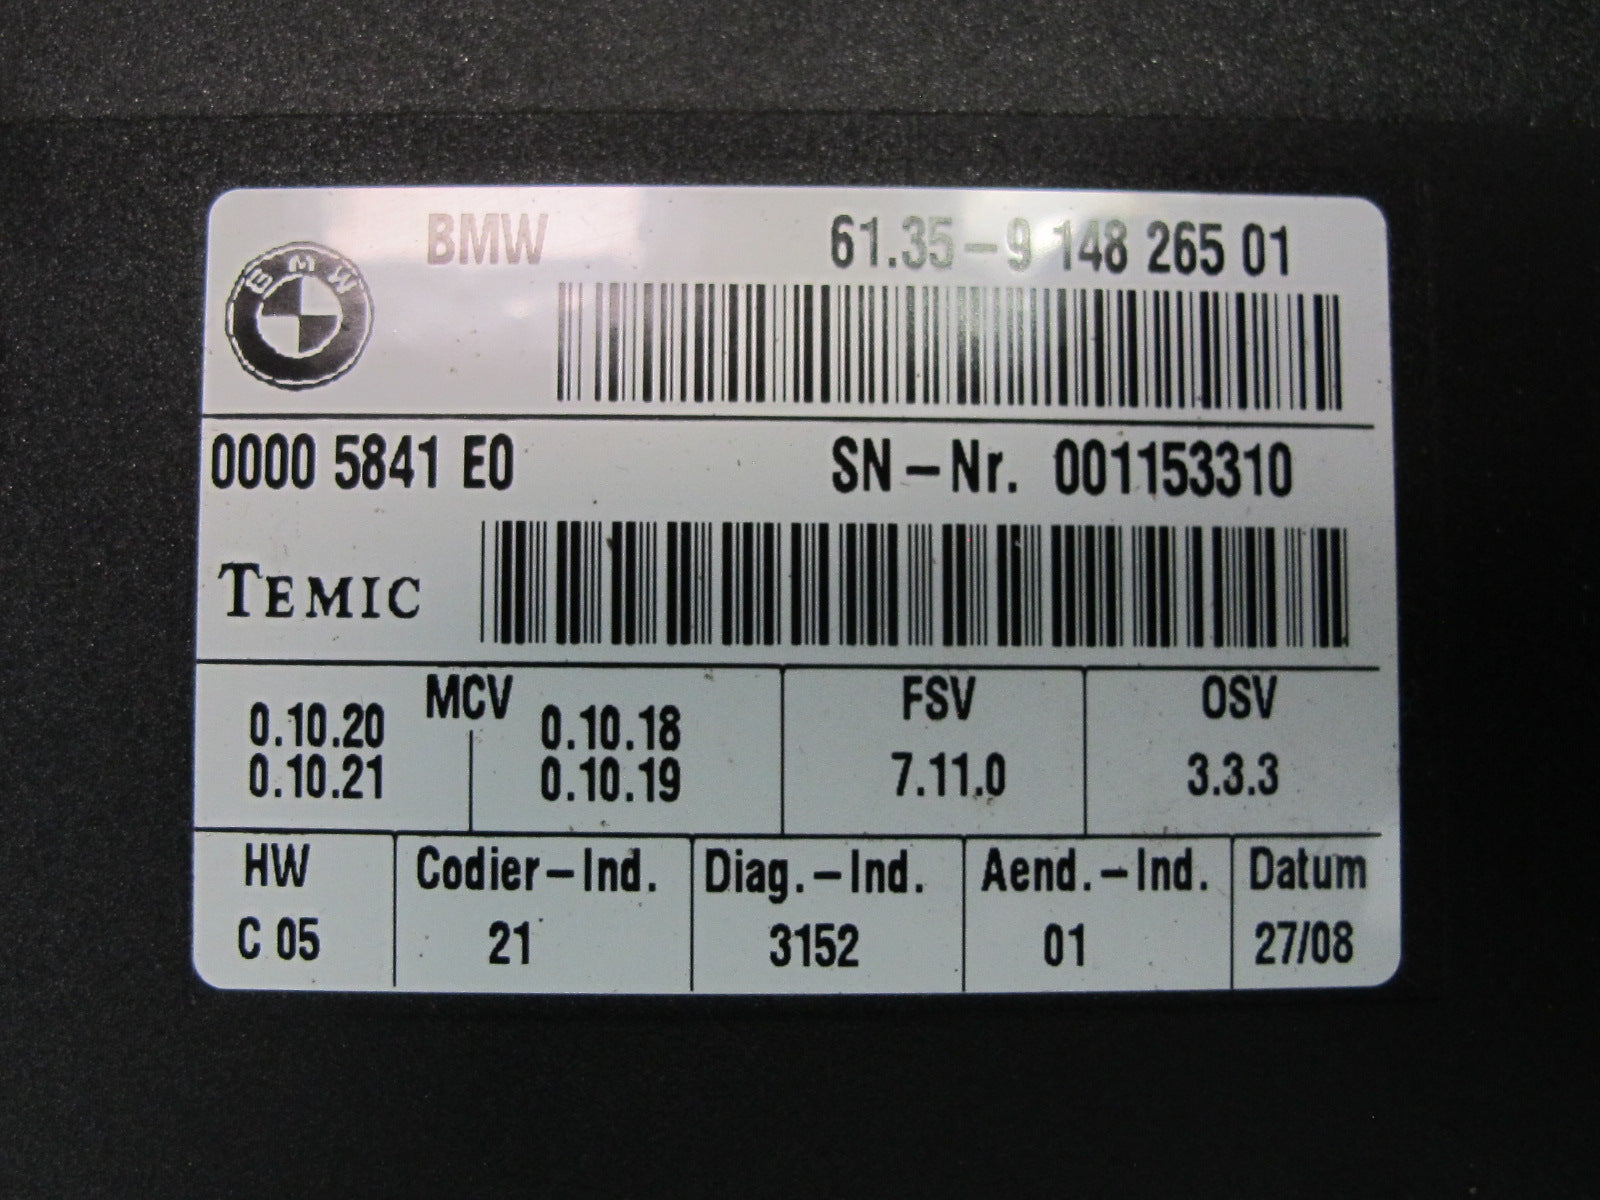 BMW 61.35-9 148 265 01
BMW
0000 5841 E0 SN-Nr. 001153310
TEMIC
MCV FSV OSV
0.10.20 0.10.18
0.10.21 0.10.19 7.11.0 3.3.3
HW Codier-Ind. Diag.-Ind. Aend.-Ind. Datum
C 05 21 3152 01 27/08